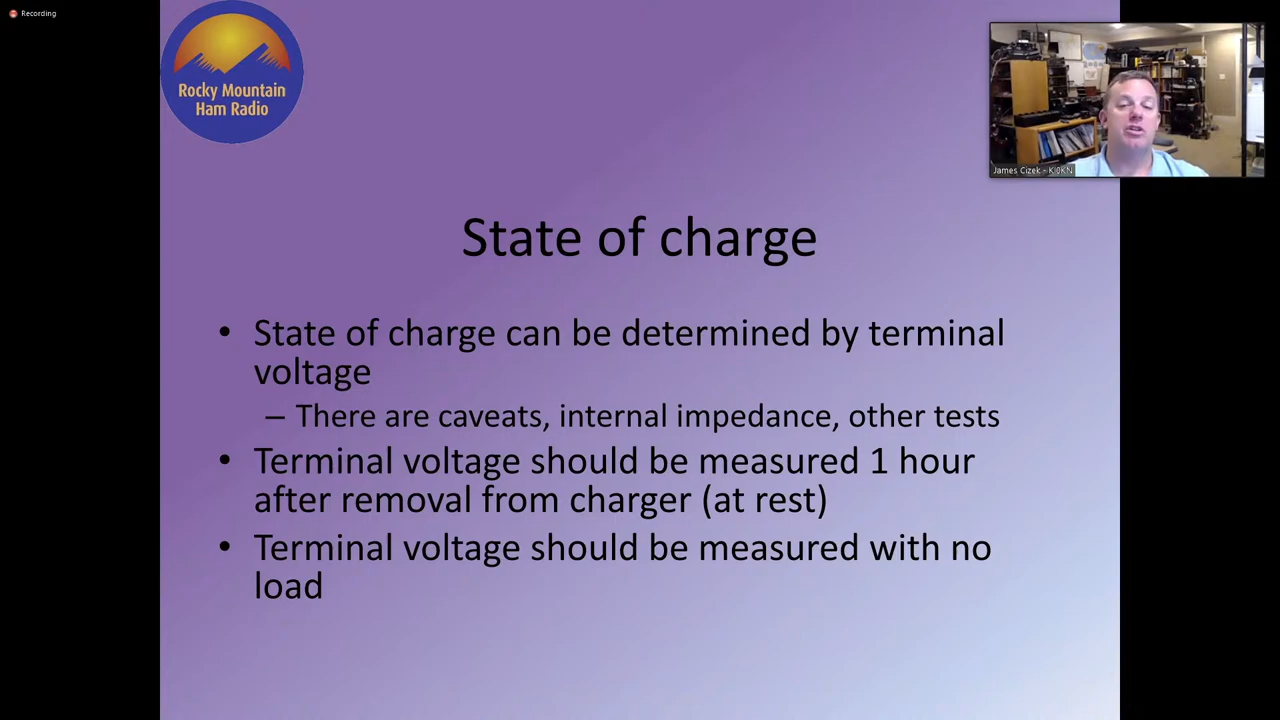 Recording
Rocky Mountain
Ham Radio
James Cizek - KI0KN
State of charge
• State of charge can be determined by terminal
voltage
– There are caveats, internal impedance, other tests
• Terminal voltage should be measured 1 hour
after removal from charger (at rest)
• Terminal voltage should be measured with no
load